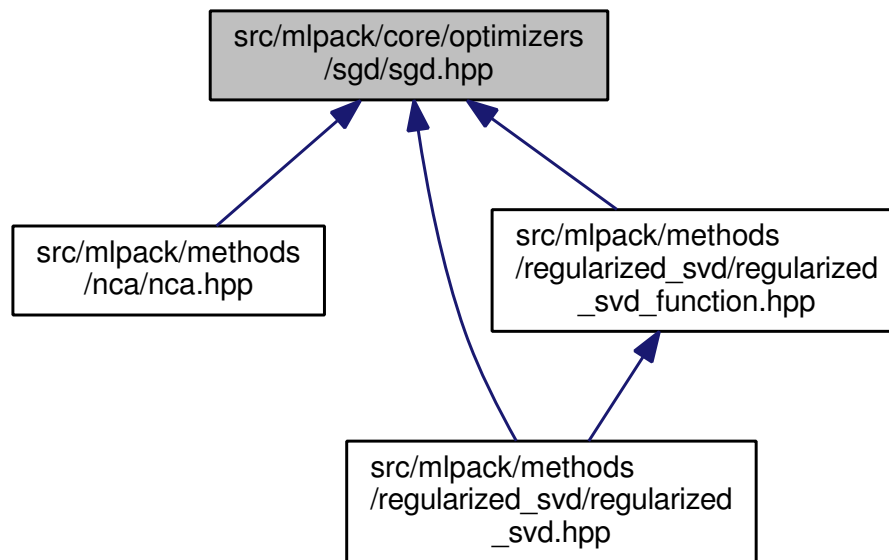 src/mlpack/core/optimizers
/sgd/sgd.hpp
src/mlpack/methods
/nca/nca.hpp
src/mlpack/methods
/regularized_svd/regularized
_svd_function.hpp
src/mlpack/methods
/regularized_svd/regularized
_svd.hpp